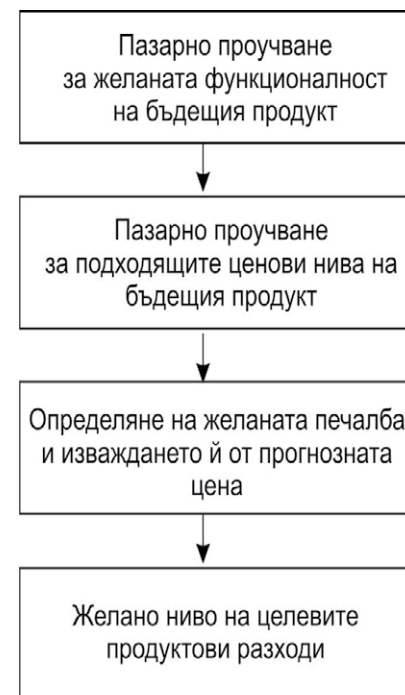 Пазарно проучване
за желаната функционалност
на бъдещия продукт
Пазарно проучване
за подходящите ценови нива на
бъдещия продукт
Определяне на желаната печалба
и изваждането й от прогнозната
цена
Желано ниво на целевите
продуктови разходи